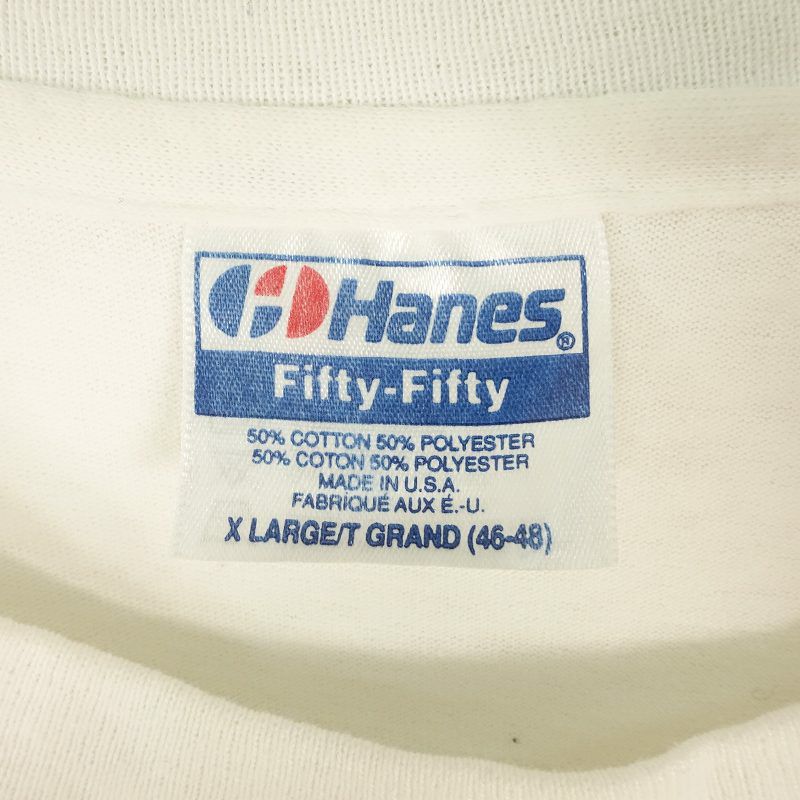 Hanes®
Fifty-Fifty
50% COTTON 50% POLYESTER
50% COTON 50% POLYESTER
MADE IN U.S.A.
FABRIQUÉ AUX É.-U.
X LARGE/T GRAND (46-48)